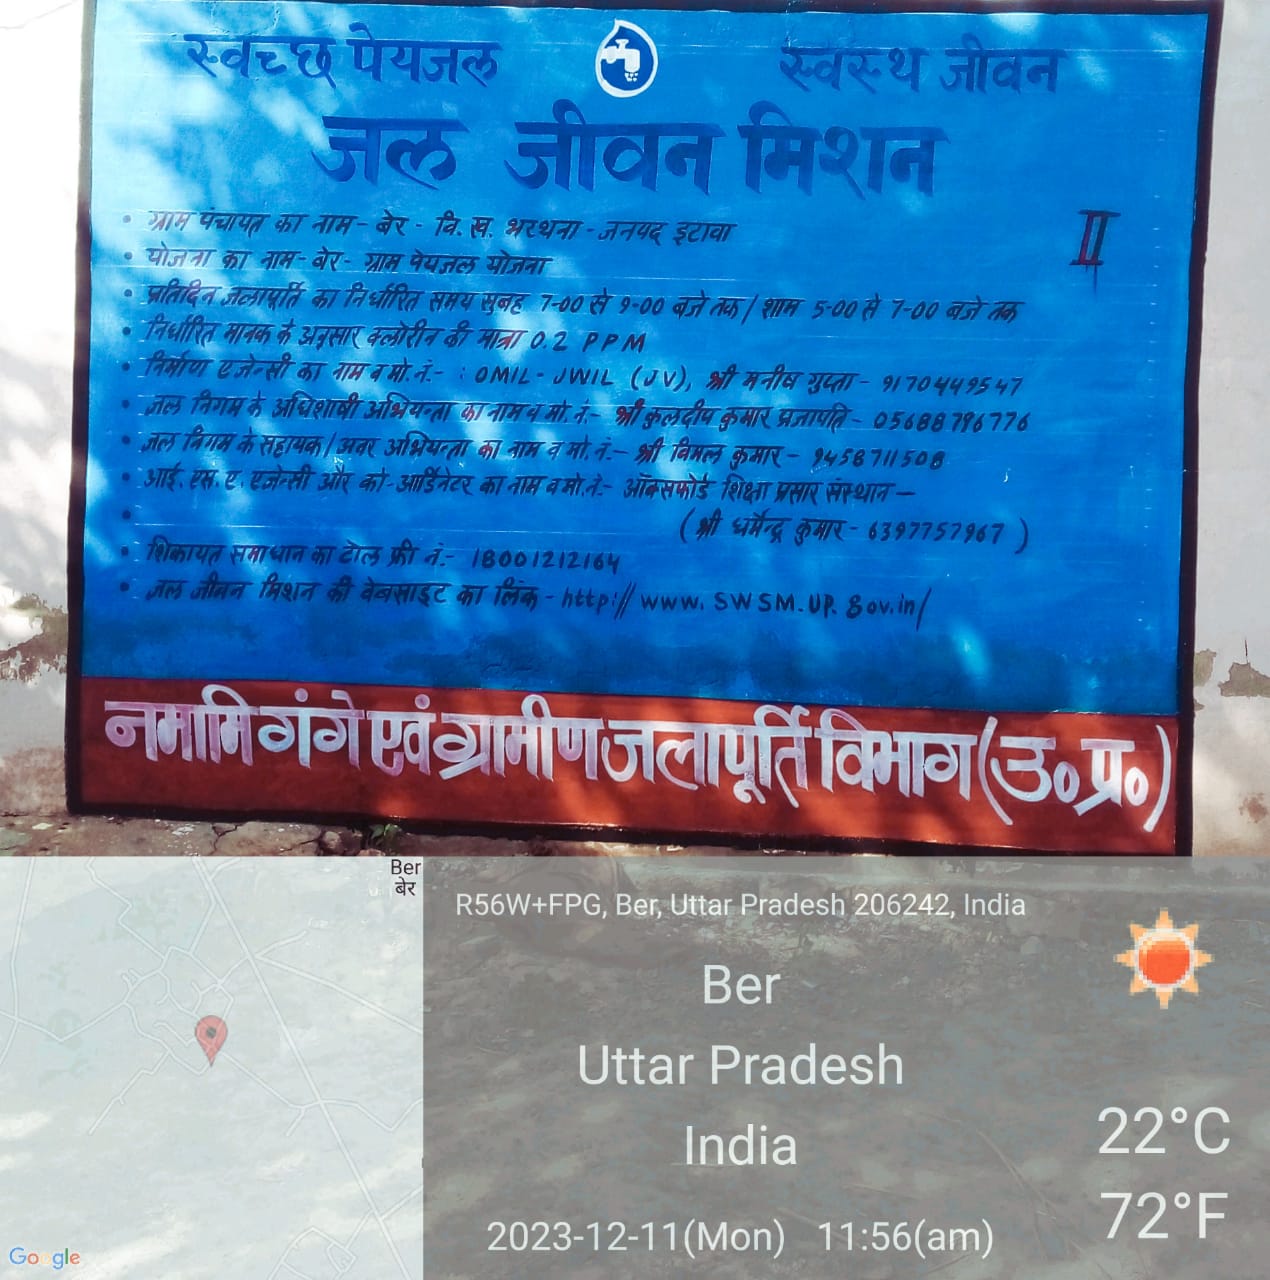 स्वच्छ पेयजल स्वस्थ जीवन
जल जीवन मिशन
II
• ग्राम पंचायत का नाम - बेर - वि. ख. भरथना - जनपद इटावा
• योजना का नाम - बेर - ग्राम पेयजल योजना
• प्रतिदिन जलापूर्ति का निर्धारित समय सुबह 7-00 से 9-00 बजे तक / शाम 5-00 से 7-00 बजे तक
• निर्धारित मानक के अनुसार क्लोरीन की मात्रा 0.2 PPM
• निर्माण एजेन्सी का नाम व मो. नं.- : OMIL - JWIL (JV), श्री मनीष गुप्ता - 9170449547
• जल निगम के अधिशाषी अभियन्ता का नाम व मो. नं.- श्री कुलदीप कुमार प्रजापति - 05688796776
• जल निगम के सहायक / अवर अभियन्ता का नाम व मो. नं.- श्री विमल कुमार - 9458711508
• आई. एस. ए. एजेन्सी और को-आर्डिनेटर का नाम व मो. नं.- ऑक्सफोर्ड शिक्षा प्रसार संस्थान -
• (श्री धर्मेन्द्र कुमार - 6397757967)
• शिकायत समाधान का टोल फ्री नं.- 18001212164
• जल जीवन मिशन की वेबसाइट का लिंक - http:// www. SWSM. UP. Gov.in/
नमामि गंगे एवं ग्रामीण जलापूर्ति विभाग (उ॰ प्र॰)
Ber
बेर
Google
R56W+FPG, Ber, Uttar Pradesh 206242, India
Ber
Uttar Pradesh
India
2023-12-11(Mon) 11:56(am)
22°C
72°F